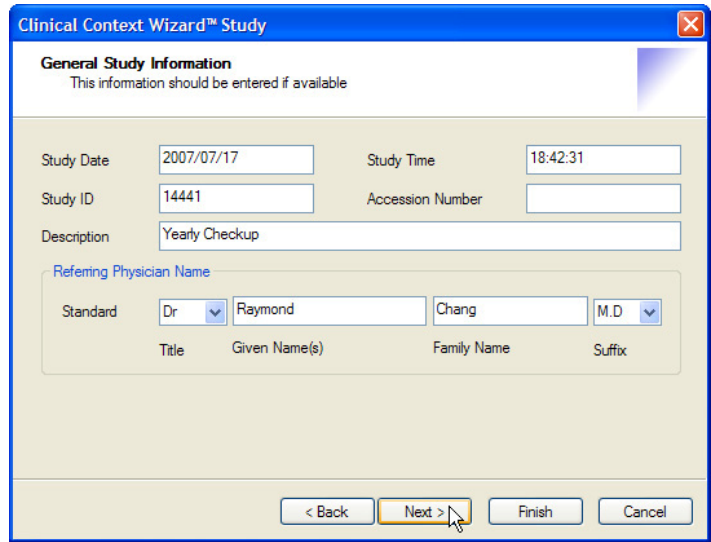 Clinical Context Wizard™ Study
General Study Information
This information should be entered if available
Study Date 2007/07/17 Study Time 18:42:31
Study ID 14441 Accession Number
Description Yearly Checkup
Referring Physician Name
Standard Dr Raymond Chang M.D
Title Given Name(s) Family Name Suffix
< Back Next > Finish Cancel